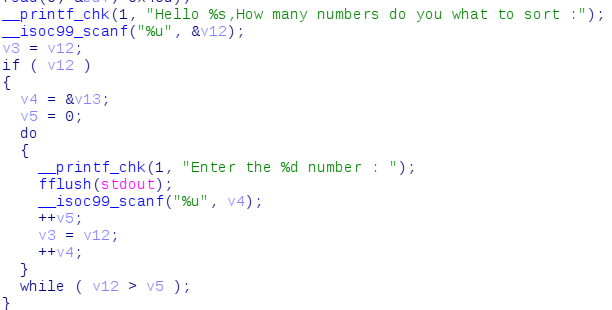 __printf_chk(1, "Hello %s,How many numbers do you what to sort :");
__isoc99_scanf("%u", &v12);
v3 = v12;
if ( v12 )
{
v4 = &v13;
v5 = 0;
do
{
__printf_chk(1, "Enter the %d number : ");
fflush(stdout);
__isoc99_scanf("%u", v4);
++v5;
v3 = v12;
++v4;
}
while ( v12 > v5 );
}